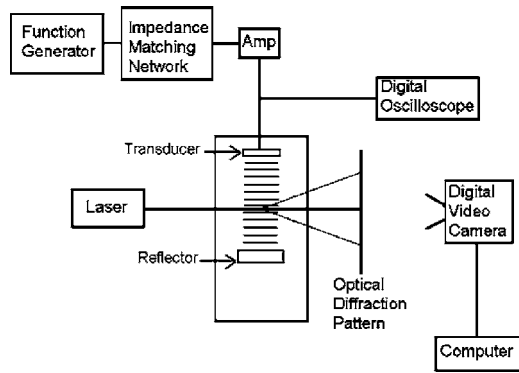 Function
Generator
Impedance
Matching
Network
Amp
Digital
Oscilloscope
Transducer
Laser
Digital
Video
Camera
Reflector
Optical
Diffraction
Pattern
Computer